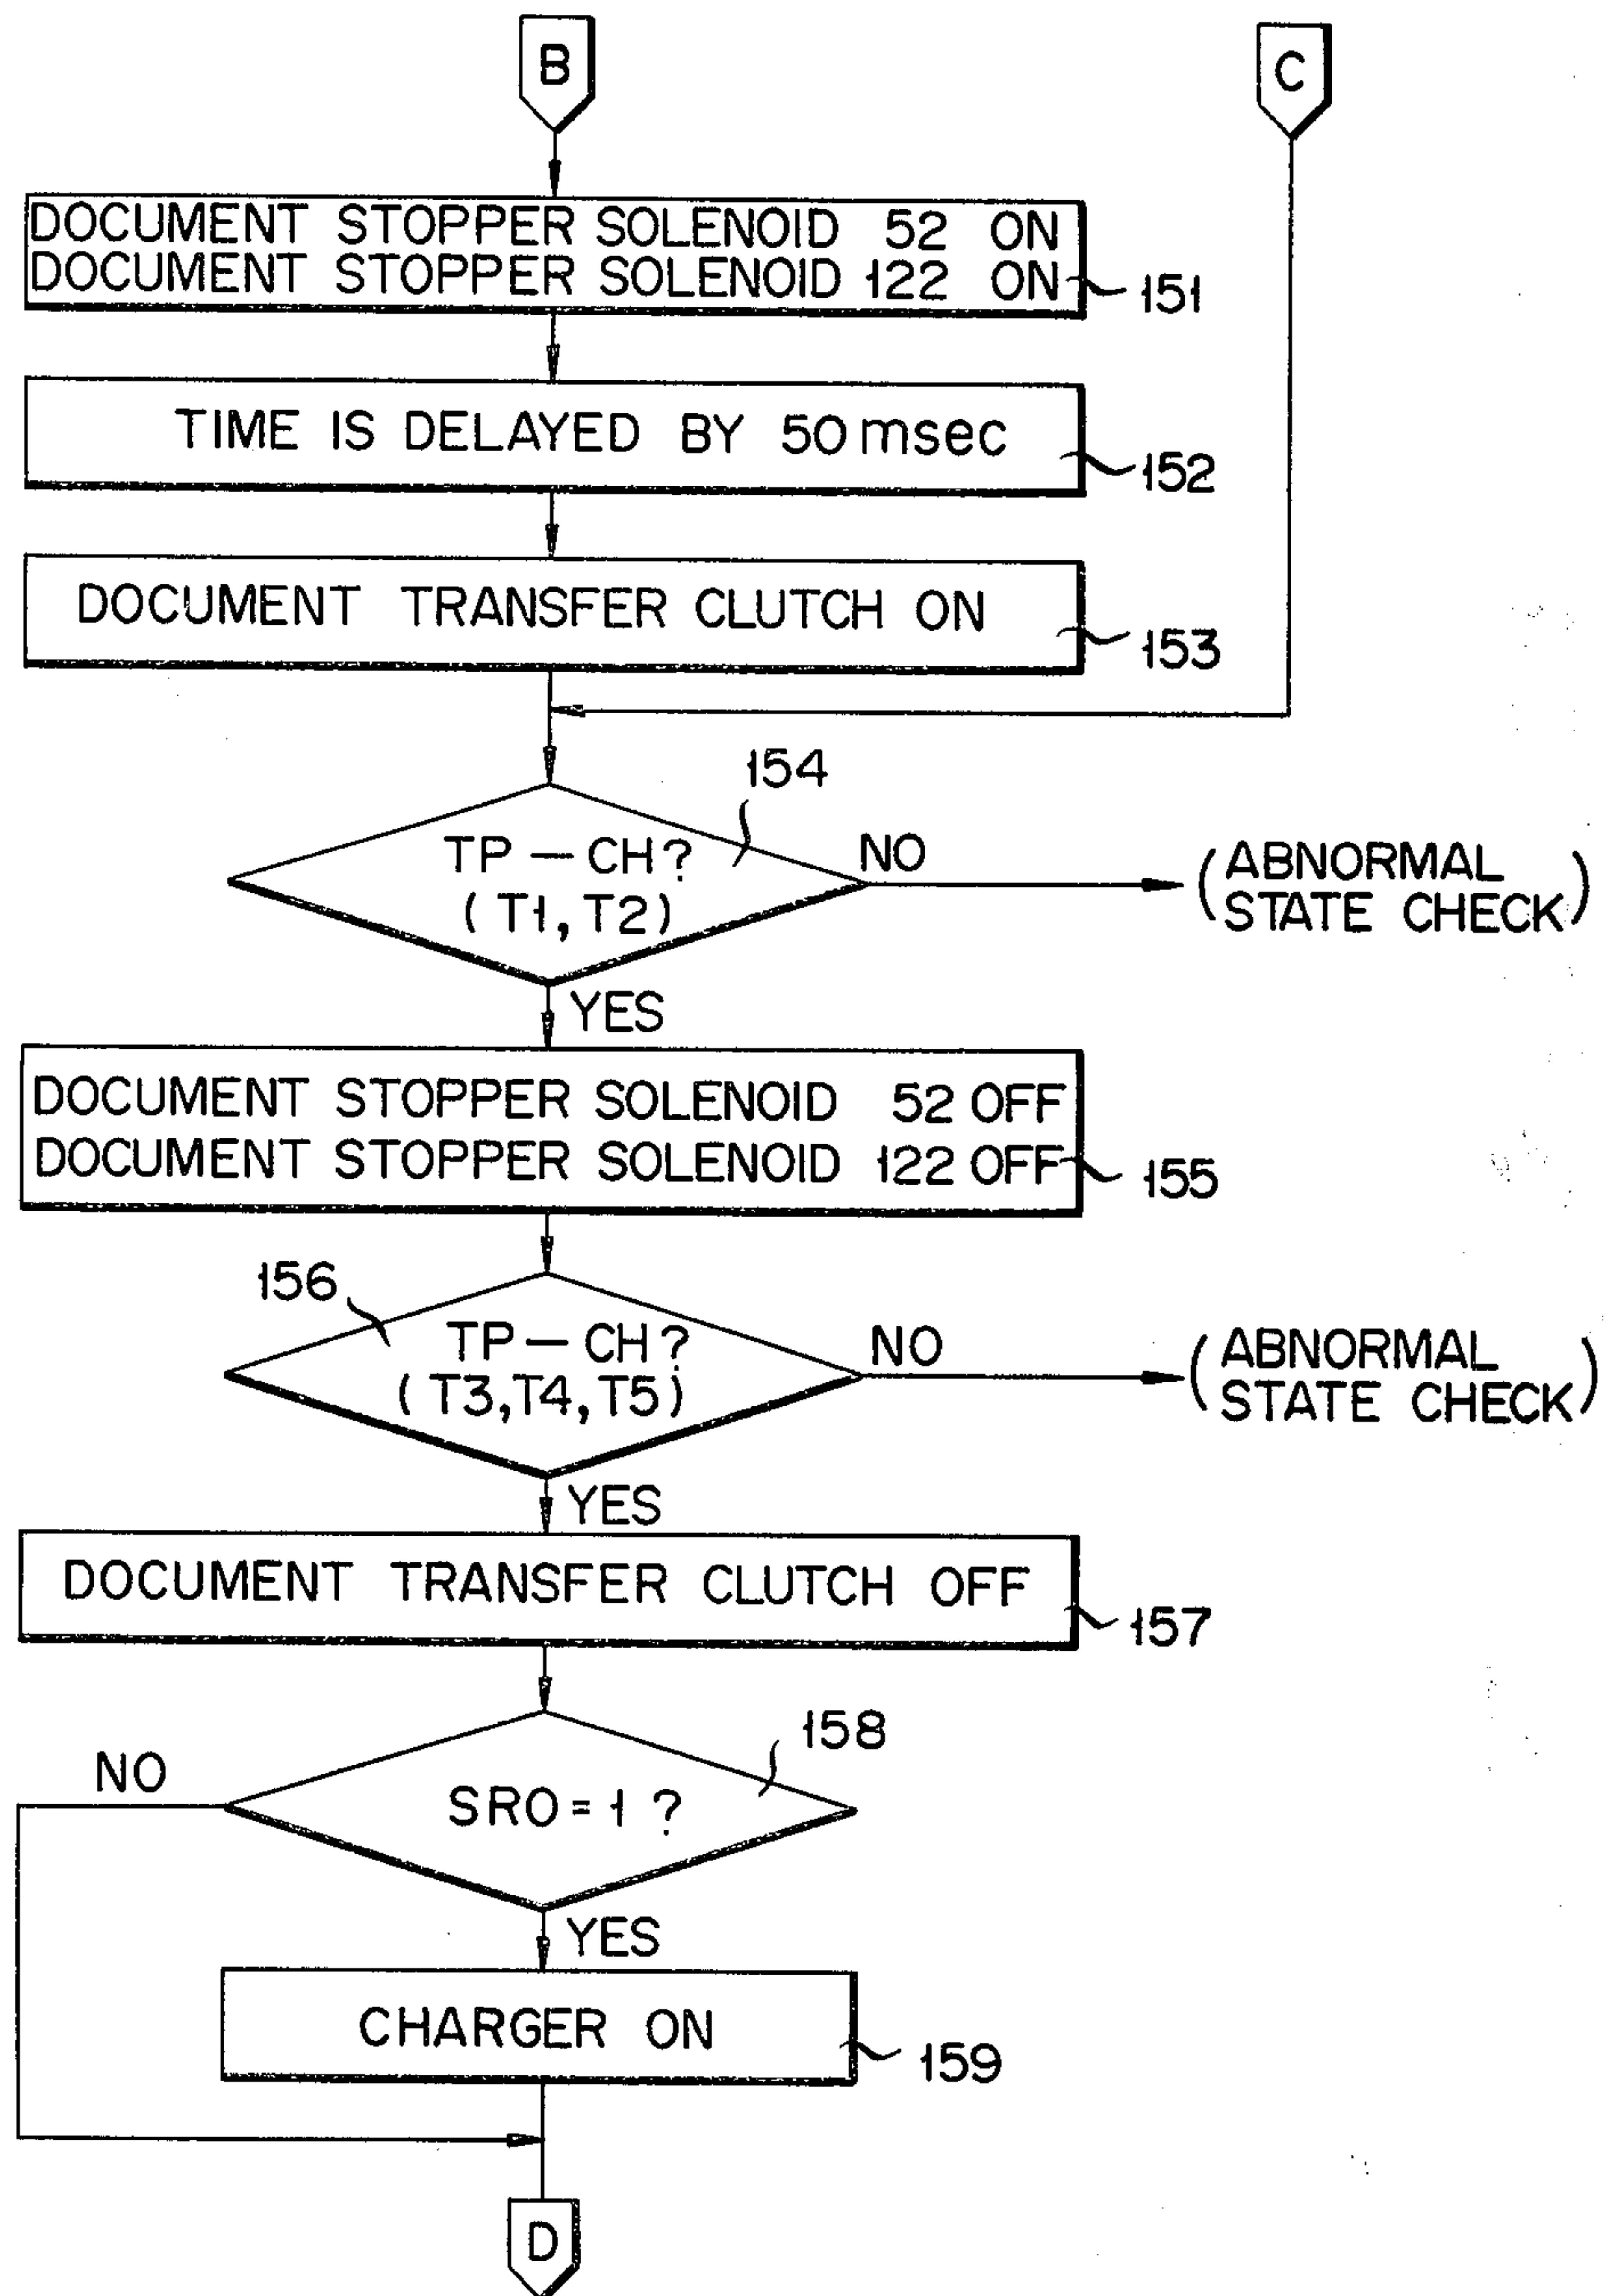 B
C
DOCUMENT STOPPER SOLENOID 52 ON
DOCUMENT STOPPER SOLENOID 122 ON
151
TIME IS DELAYED BY 50 msec
152
DOCUMENT TRANSFER CLUTCH ON
153
154
TP — CH?
(T1, T2)
NO
(ABNORMAL
STATE CHECK)
YES
DOCUMENT STOPPER SOLENOID 52 OFF
DOCUMENT STOPPER SOLENOID 122 OFF
155
156
TP — CH?
(T3, T4, T5)
NO
(ABNORMAL
STATE CHECK)
YES
DOCUMENT TRANSFER CLUTCH OFF
157
158
NO
SRO = 1 ?
YES
CHARGER ON
159
D